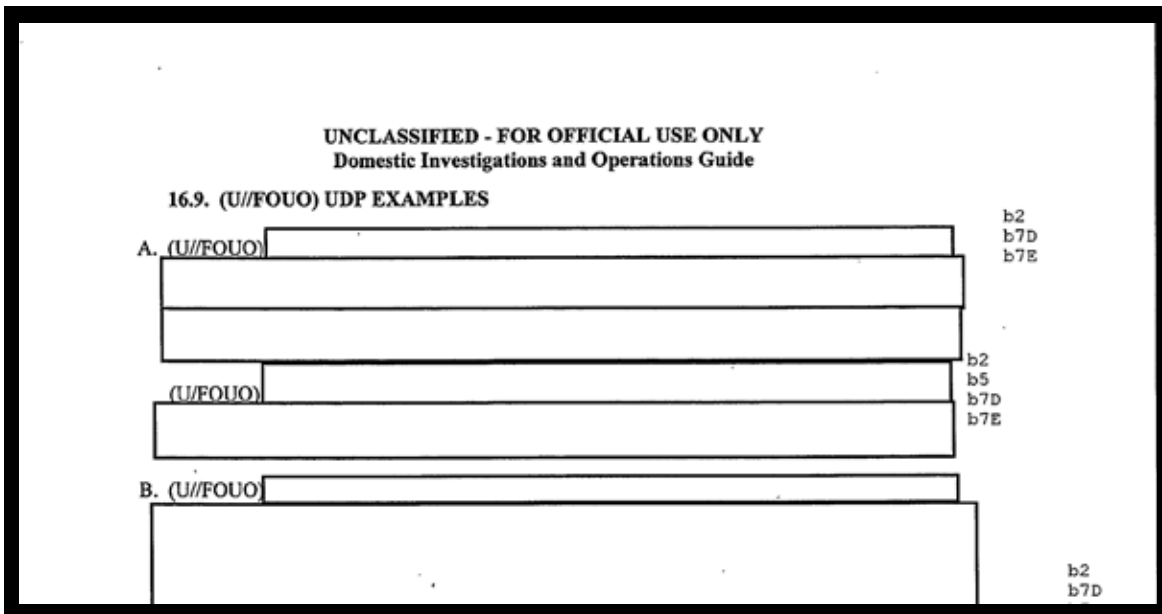 UNCLASSIFIED - FOR OFFICIAL USE ONLY
Domestic Investigations and Operations Guide
16.9. (U//FOUO) UDP EXAMPLES
b2
b7D
b7E
A. (U//FOUO)
b2
b5
b7D
b7E
(U/FOUO)
B. (U//FOUO)
b2
b7D